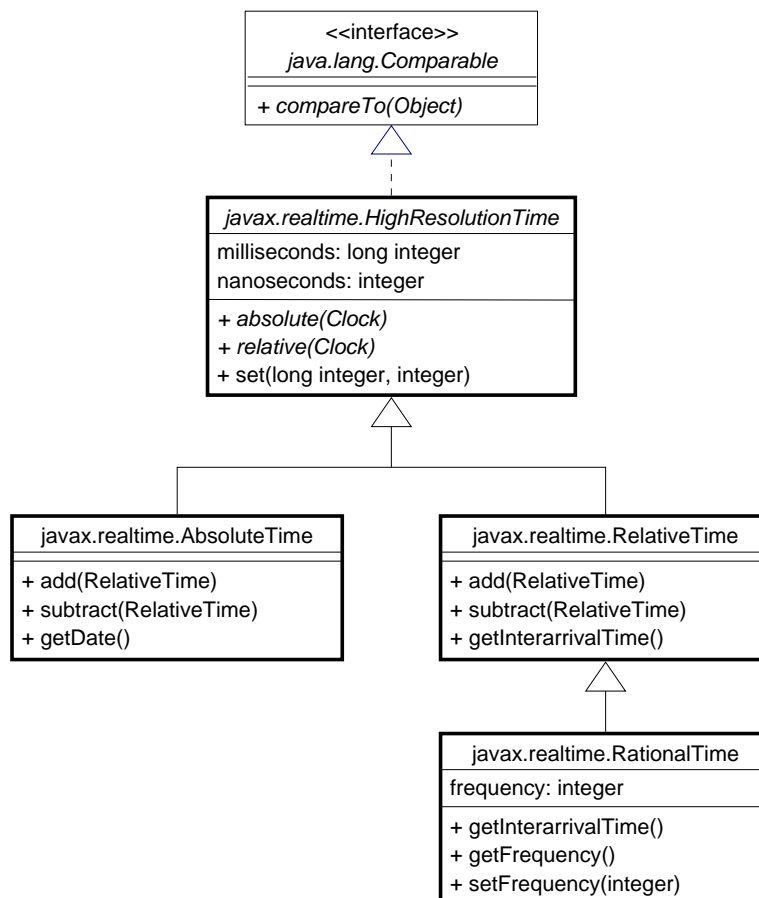 <<interface>>
java.lang.Comparable
+ compareTo(Object)
javax.realtime.HighResolutionTime
milliseconds: long integer
nanoseconds: integer
+ absolute(Clock)
+ relative(Clock)
+ set(long integer, integer)
javax.realtime.AbsoluteTime
+ add(RelativeTime)
+ subtract(RelativeTime)
+ getDate()
javax.realtime.RelativeTime
+ add(RelativeTime)
+ subtract(RelativeTime)
+ getInterarrivalTime()
javax.realtime.RationalTime
frequency: integer
+ getInterarrivalTime()
+ getFrequency()
+ setFrequency(integer)